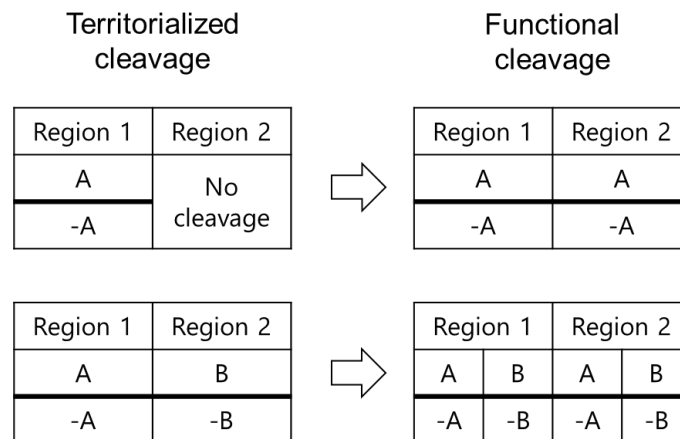 Territorialized
cleavage
Functional
cleavage
Region 1 Region 2
A No
cleavage
-A
Region 1 Region 2
A A
-A -A
Region 1 Region 2
A B
-A -B
Region 1 Region 2
A B A B
-A -B -A -B